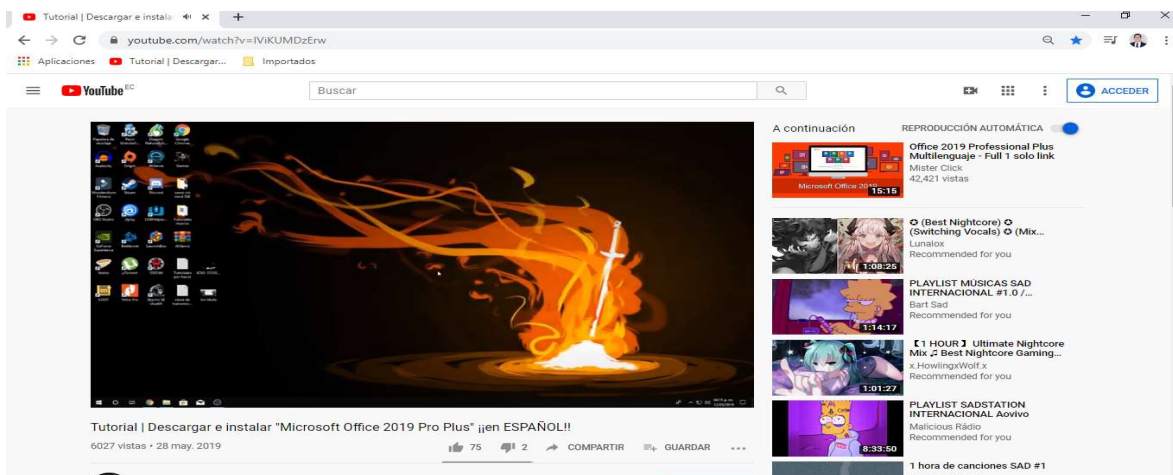 Tutorial | Descargar e instala
youtube.com/watch?v=IViKUMDzErw
Aplicaciones
Tutorial | Descargar...
Importados
YouTube EC
Buscar
ACCEDER
A continuación
REPRODUCCIÓN AUTOMÁTICA
Office 2019 Professional Plus
Multilenguaje - Full 1 solo link
Mister Click
42,421 vistas
Microsoft Office 2019
15:15
✪ (Best Nightcore) ✪
(Switching Vocals) ✪ (Mix...
Lunalox
Recommended for you
1:08:25
PLAYLIST MÚSICAS SAD
INTERNACIONAL #1.0 /...
Bart Sad
Recommended for you
1:14:17
【1 HOUR】 Ultimate Nightcore
Mix ♫ Best Nightcore Gaming...
x.HowlingxWolf.x
Recommended for you
1:01:27
PLAYLIST SADSTATION
INTERNACIONAL Aovivo
Malicious Rádio
Recommended for you
8:33:50
1 hora de canciones SAD #1
Tutorial | Descargar e instalar "Microsoft Office 2019 Pro Plus" ¡¡en ESPAÑOL!!
6027 vistas • 28 may. 2019
75
2
COMPARTIR
GUARDAR